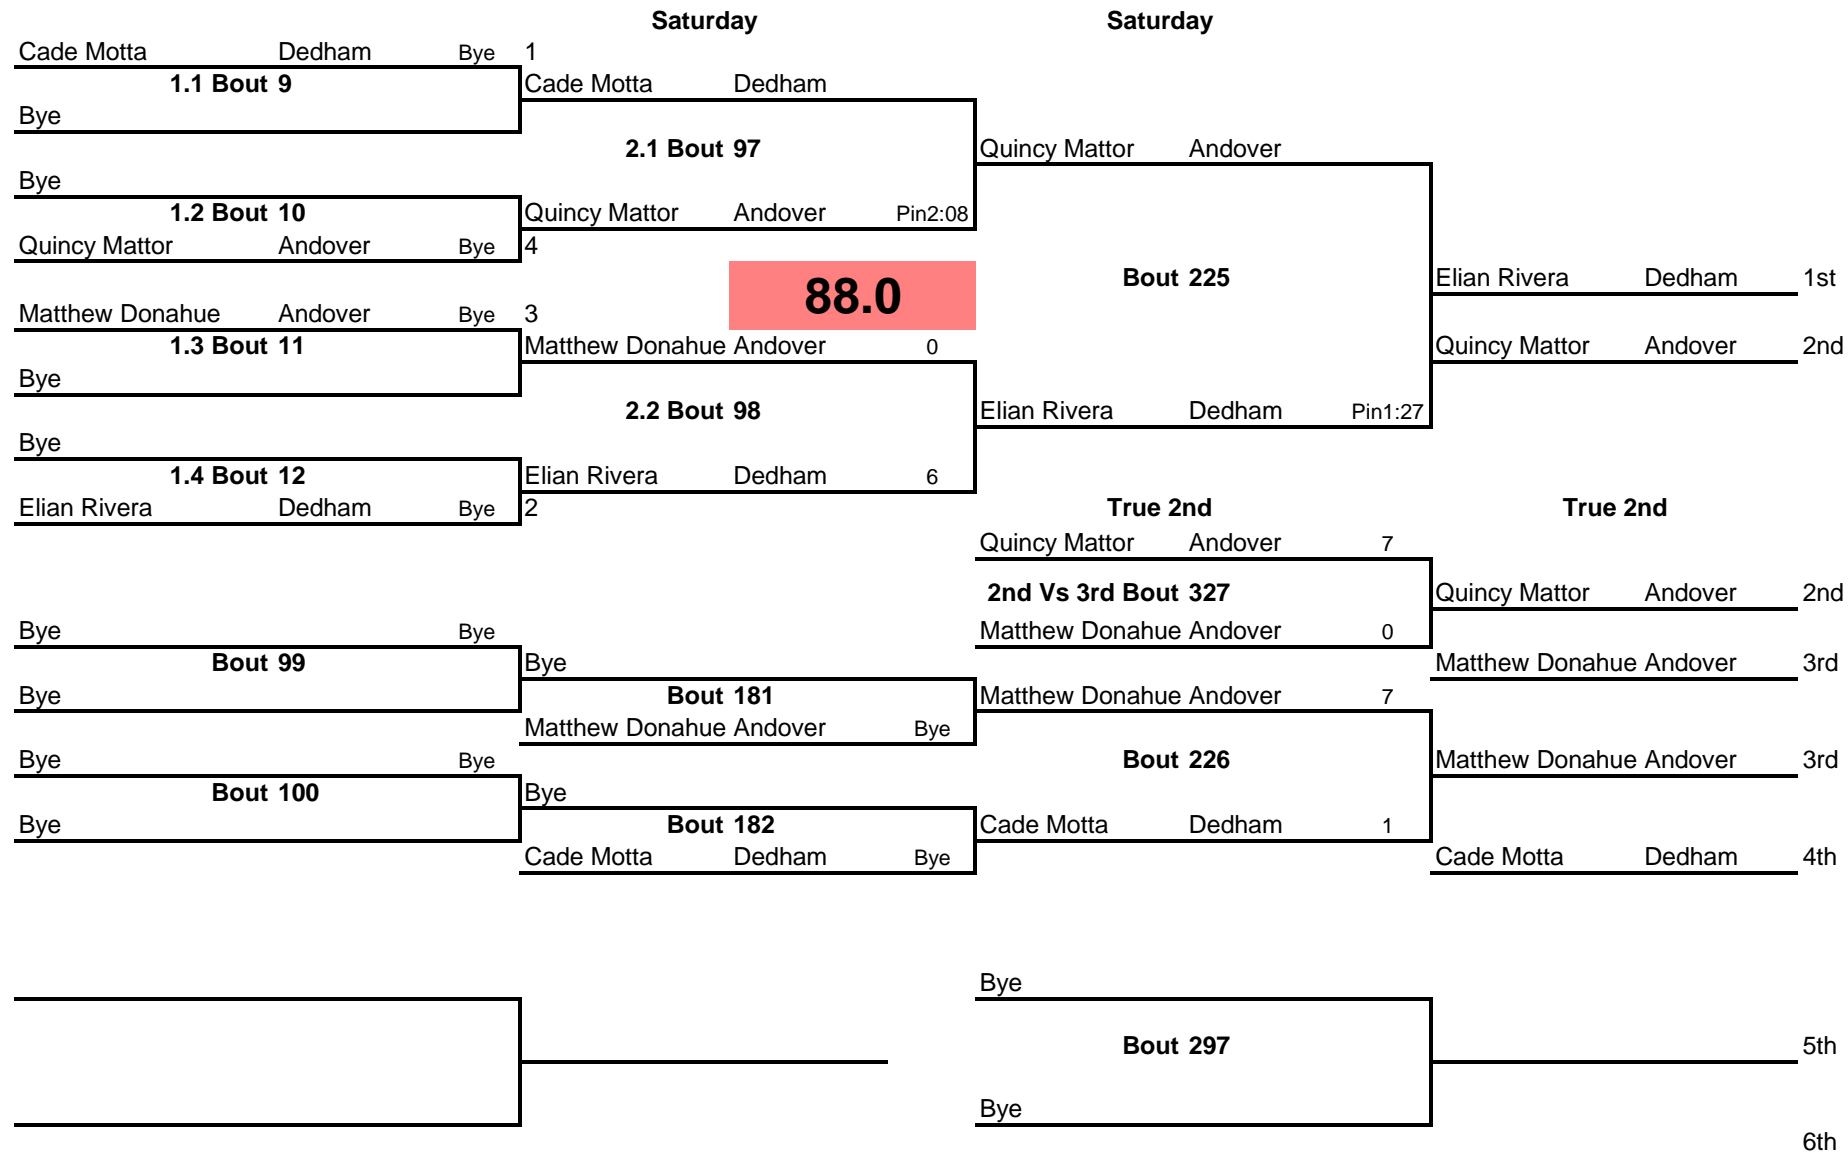 Saturday Saturday
Cade Motta Dedham Bye 1
1.1 Bout 9 Cade Motta Dedham
Bye
2.1 Bout 97 Quincy Mattor Andover
Bye
1.2 Bout 10 Quincy Mattor Andover Pin2:08
Quincy Mattor Andover Bye 4
Bout 225 Elian Rivera Dedham 1st
88.0
Matthew Donahue Andover Bye 3
1.3 Bout 11 Matthew Donahue Andover 0 Quincy Mattor Andover 2nd
Bye
2.2 Bout 98 Elian Rivera Dedham Pin1:27
Bye
1.4 Bout 12 Elian Rivera Dedham 6
Elian Rivera Dedham Bye 2 True 2nd True 2nd
Quincy Mattor Andover 7
2nd Vs 3rd Bout 327 Quincy Mattor Andover 2nd
Bye Bye Matthew Donahue Andover 0
Bout 99 Bye Matthew Donahue Andover 3rd
Bye Bout 181 Matthew Donahue Andover 7
Matthew Donahue Andover Bye
Bye Bye Bout 226 Matthew Donahue Andover 3rd
Bout 100 Bye
Bye Bout 182 Cade Motta Dedham 1
Cade Motta Dedham Bye Cade Motta Dedham 4th
Bye
Bout 297 5th
Bye
6th